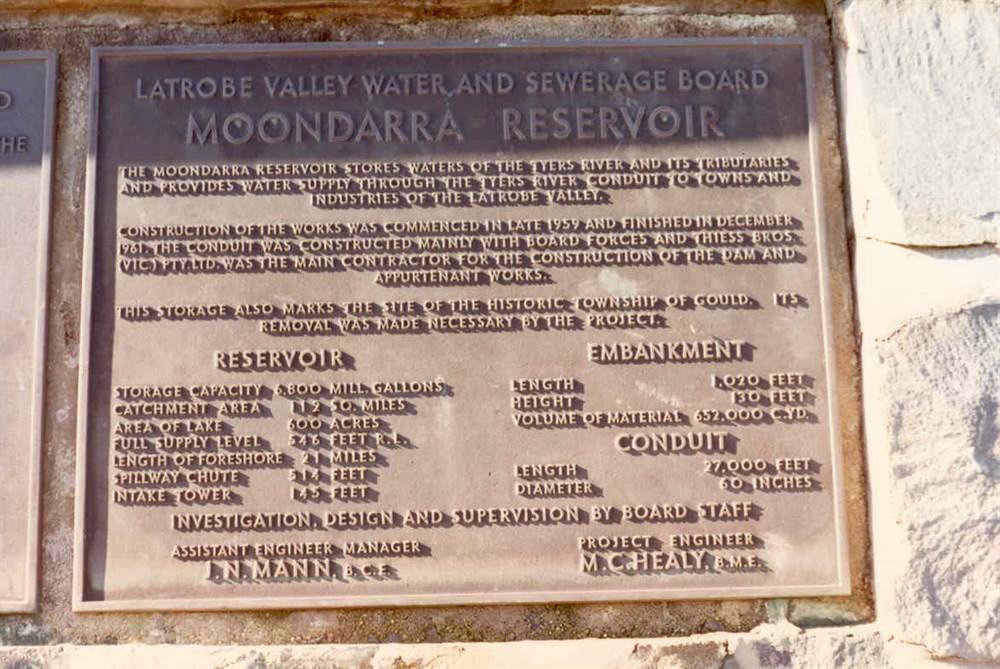 O
HE
LATROBE VALLEY WATER AND SEWERAGE BOARD
MOONDARRA RESERVOIR
THE MOONDARRA RESERVOIR STORES WATERS OF THE TYERS RIVER AND ITS TRIBUTARIES
AND PROVIDES WATER SUPPLY THROUGH THE TYERS RIVER CONDUIT TO TOWNS AND
INDUSTRIES OF THE LATROBE VALLEY.
CONSTRUCTION OF THE WORKS WAS COMMENCED IN LATE 1959 AND FINISHED IN DECEMBER
1961. THE CONDUIT WAS CONSTRUCTED MAINLY WITH BOARD FORCES AND THIESS BROS.
(VIC.) PTY. LTD. WAS THE MAIN CONTRACTOR FOR THE CONSTRUCTION OF THE DAM AND
APPURTENANT WORKS.
THIS STORAGE ALSO MARKS THE SITE OF THE HISTORIC TOWNSHIP OF GOULD. ITS
REMOVAL WAS MADE NECESSARY BY THE PROJECT.
RESERVOIR
STORAGE CAPACITY 6,800 MILL. GALLONS
CATCHMENT AREA 112 SQ. MILES
AREA OF LAKE 600 ACRES
FULL SUPPLY LEVEL 546 FEET R.L.
LENGTH OF FORESHORE 21 MILES
SPILLWAY CHUTE 514 FEET
INTAKE TOWER 145 FEET
EMBANKMENT
LENGTH 1,020 FEET
HEIGHT 130 FEET
VOLUME OF MATERIAL 652,000 C.YD.
CONDUIT
LENGTH 27,000 FEET
DIAMETER 60 INCHES
INVESTIGATION, DESIGN AND SUPERVISION BY BOARD STAFF
ASSISTANT ENGINEER MANAGER
J.N. MANN, B.C.E.
PROJECT ENGINEER
M.C. HEALY, B.M.E.